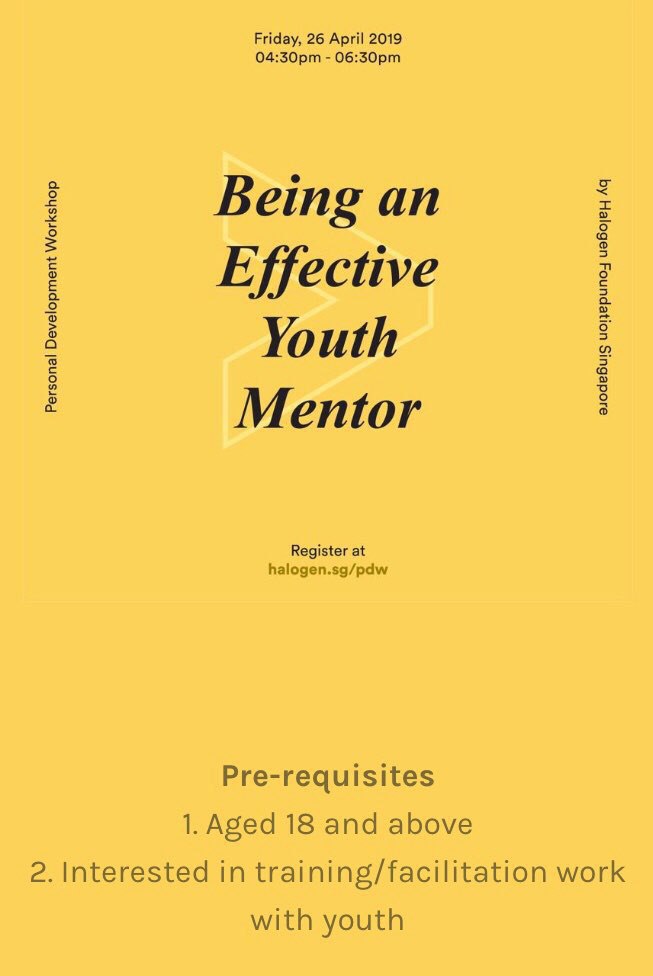 Friday, 26 April 2019
04:30pm - 06:30pm
Personal Development Workshop
Being an
Effective
Youth
Mentor
by Halogen Foundation Singapore
Register at
halogen.sg/pdw
Pre-requisites
1. Aged 18 and above
2. Interested in training/facilitation work
with youth